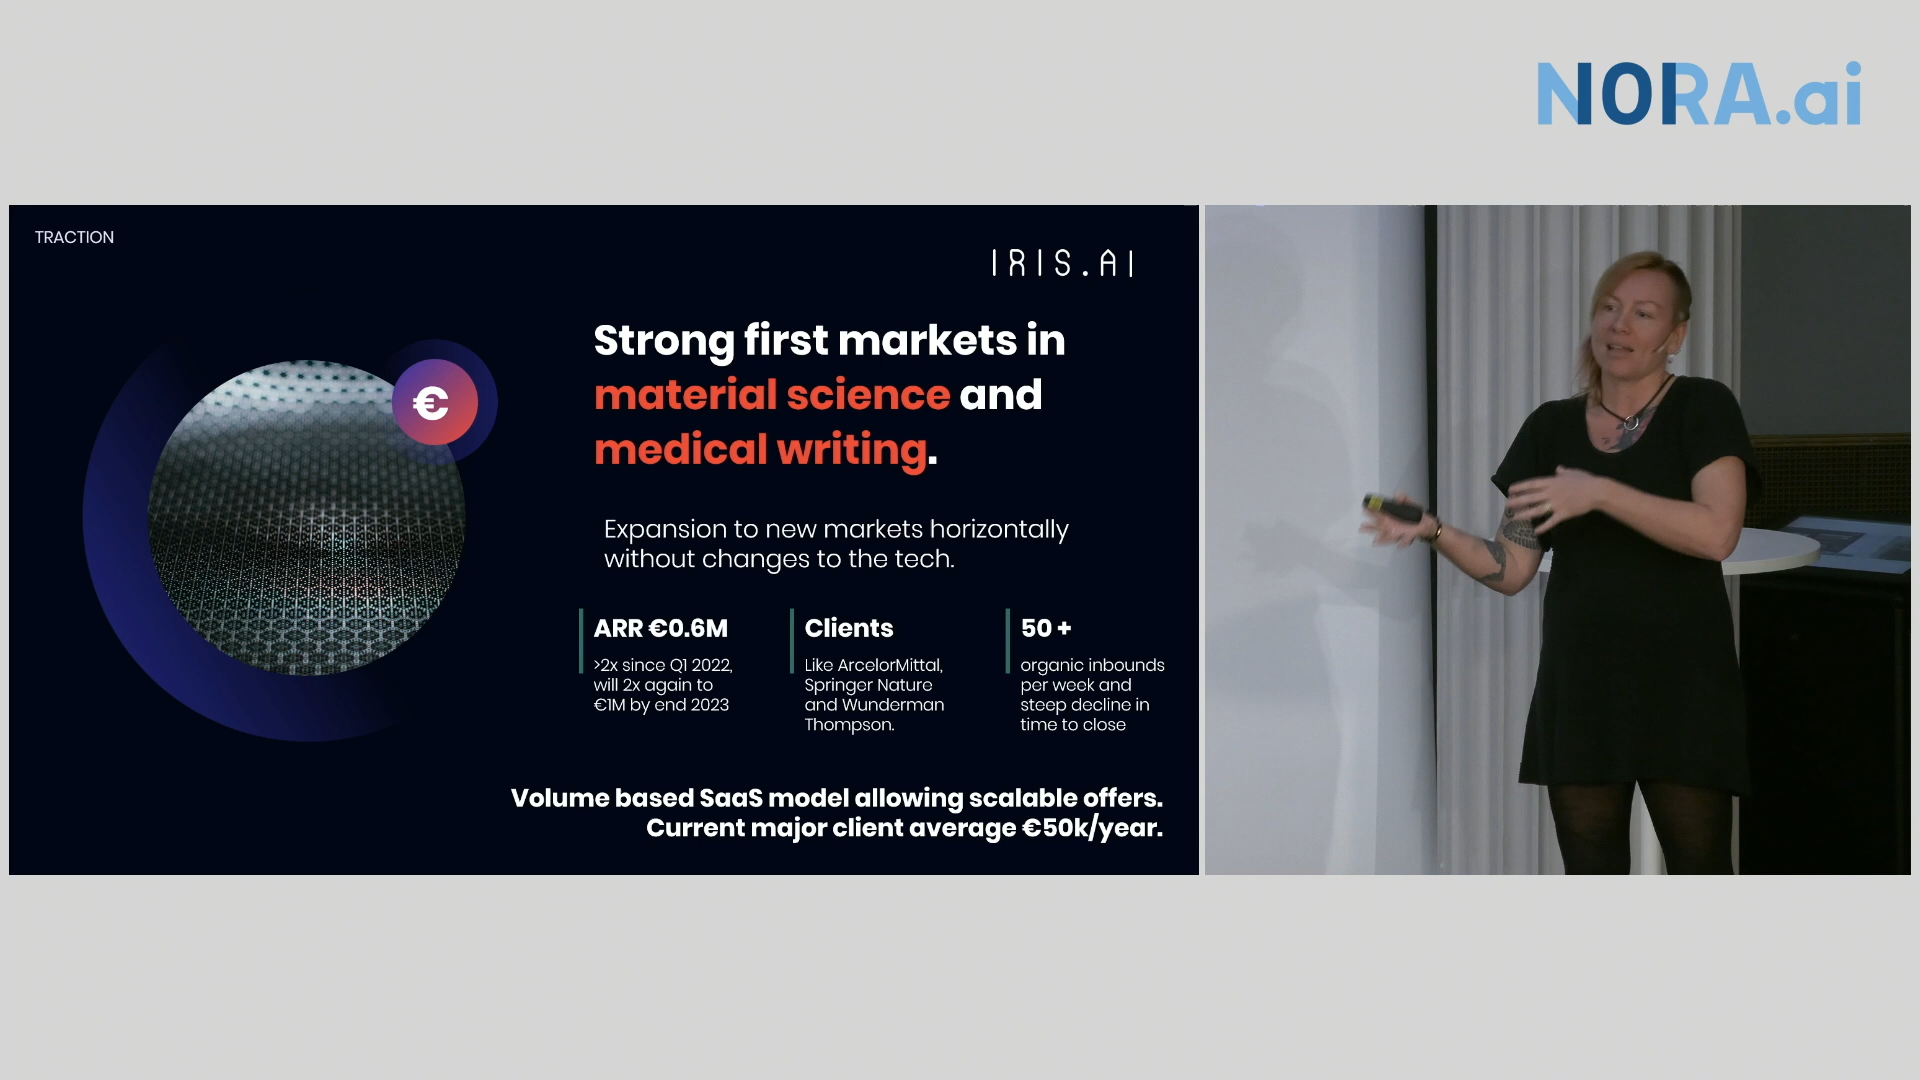 NORA.ai
TRACTION
IRIS.AI
Strong first markets in
material science and
medical writing.
Expansion to new markets horizontally
without changes to the tech.
ARR €0.6M
>2x since Q1 2022,
will 2x again to
€1M by end 2023
Clients
Like ArcelorMittal,
Springer Nature
and Wunderman
Thompson.
50 +
organic inbounds
per week and
steep decline in
time to close
Volume based SaaS model allowing scalable offers.
Current major client average €50k/year.
€